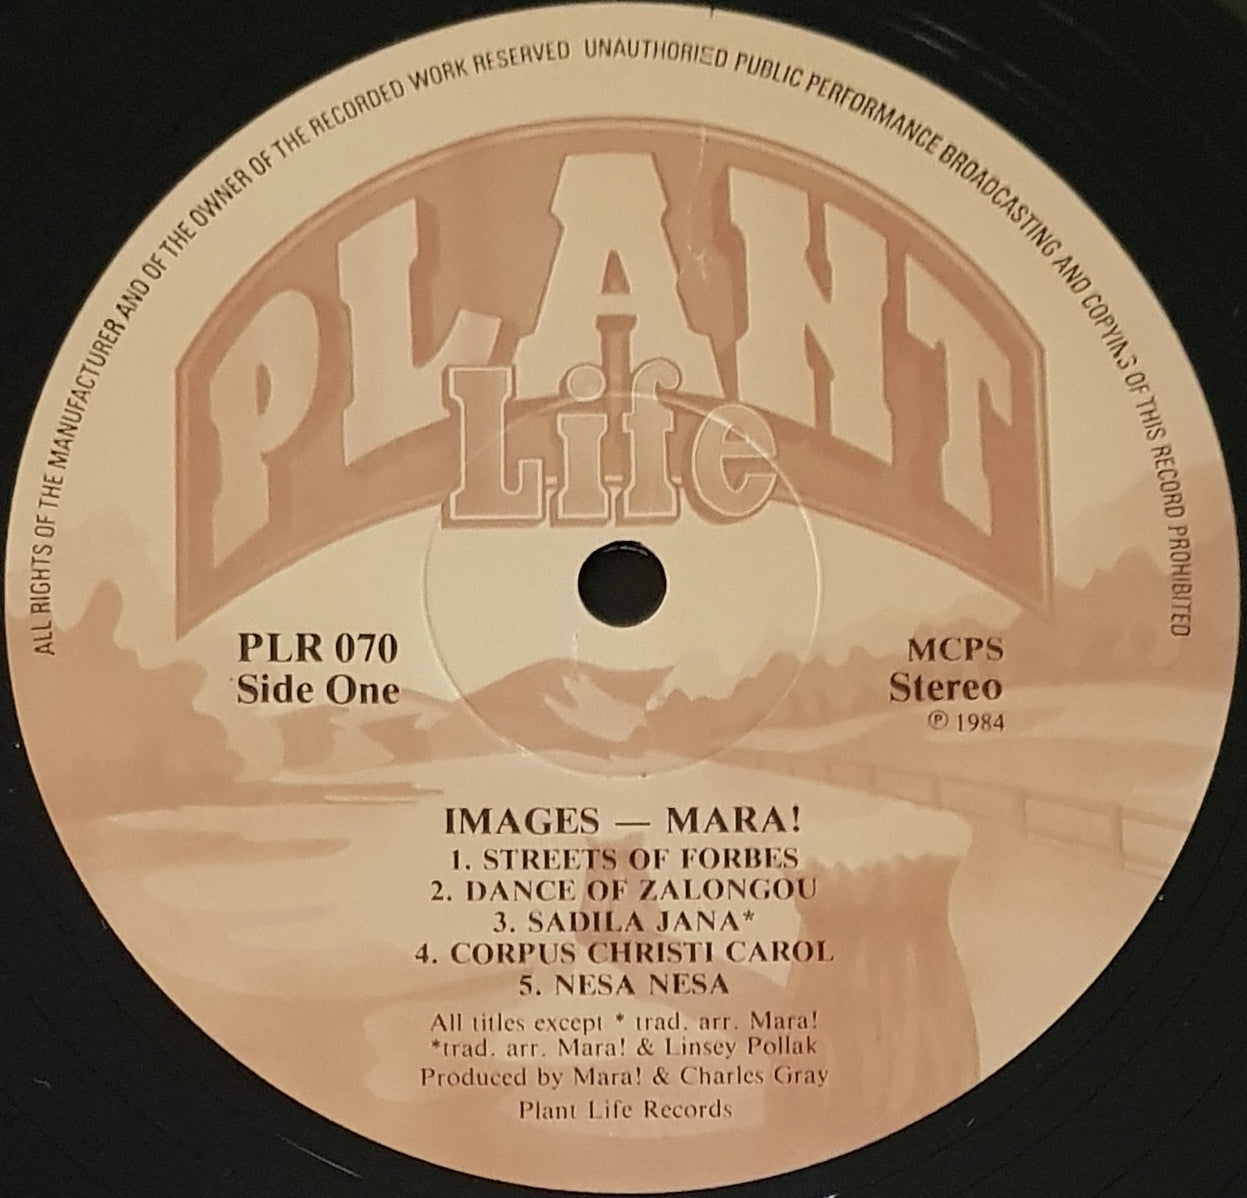 ALL RIGHTS OF THE MANUFACTURER AND OF THE OWNER OF THE RECORDED WORK RESERVED UNAUTHORISED PUBLIC PERFORMANCE BROADCASTING AND COPYING OF THIS RECORD PROHIBITED
PLANT
Life
PLR 070
Side One
MCPS
Stereo
℗ 1984
IMAGES — MARA!
1. STREETS OF FORBES
2. DANCE OF ZALONGOU
3. SADILA JANA*
4. CORPUS CHRISTI CAROL
5. NESA NESA
All titles except * trad. arr. Mara!
*trad. arr. Mara! & Linsey Pollak
Produced by Mara! & Charles Gray
Plant Life Records